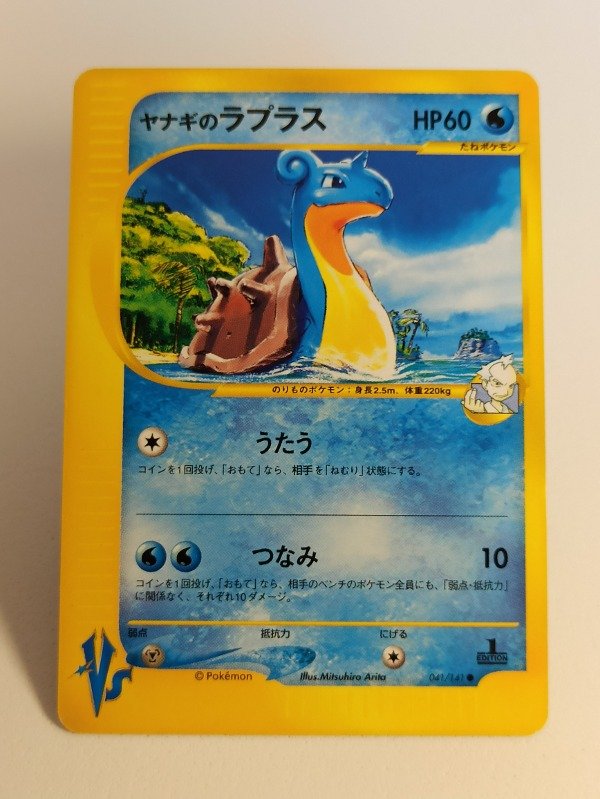 ヤナギのラプラス HP60
たねポケモン
のりものポケモン：身長2.5m、体重220kg
うたう
コインを1回投げ、「おもて」なら、相手を「ねむり」状態にする。
つなみ 10
コインを1回投げ、「おもて」なら、相手のベンチのポケモン全員にも、「弱点・抵抗力」
に関係なく、それぞれ10ダメージ。
弱点 抵抗力 にげる
1
EDITION
VS
©Pokémon Illus.Mitsuhiro Arita 041/141